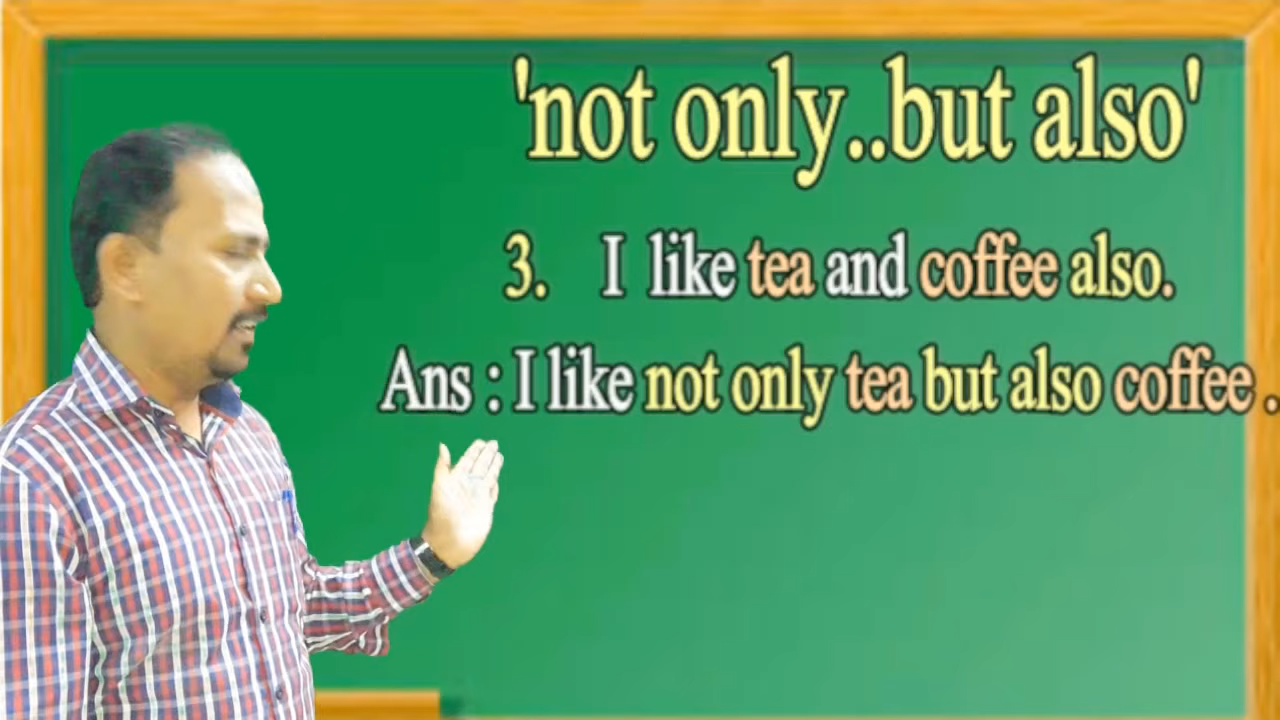 'not only..but also'
3. I like tea and coffee also.
Ans : I like not only tea but also coffee .